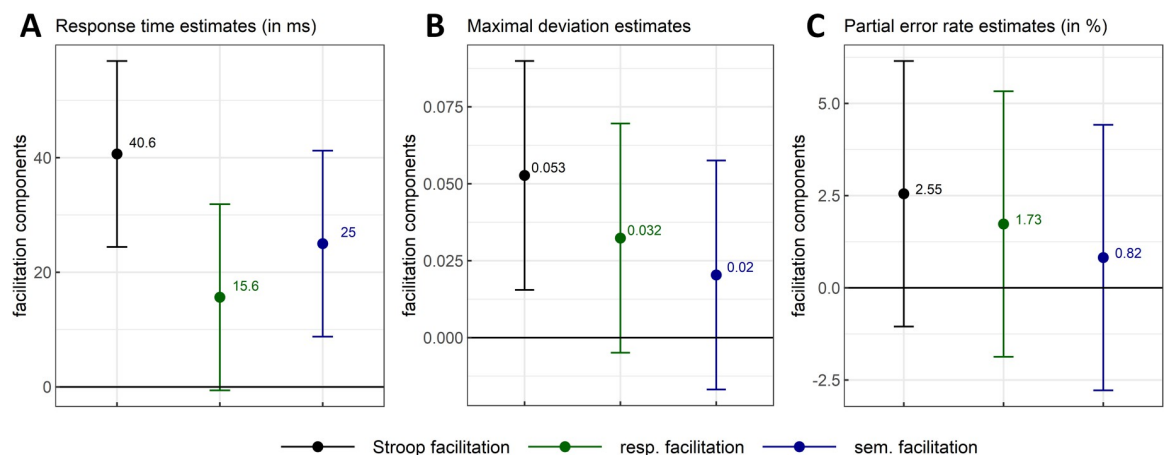 A Response time estimates (in ms)
facilitation components
40
20
0
40.6
15.6
25
B Maximal deviation estimates
facilitation components
0.075
0.050
0.025
0.000
0.053
0.032
0.02
C Partial error rate estimates (in %)
facilitation components
5.0
2.5
0.0
-2.5
2.55
1.73
0.82
Stroop facilitation resp. facilitation sem. facilitation